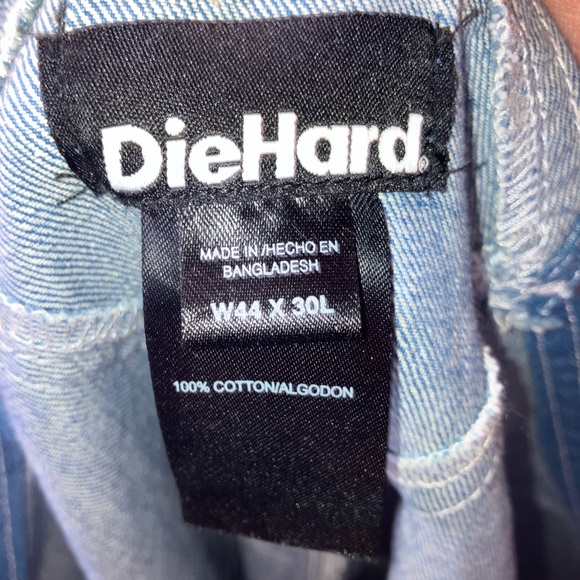 DieHard®
MADE IN /HECHO EN
BANGLADESH
W44 X 30L
100% COTTON/ALGODON